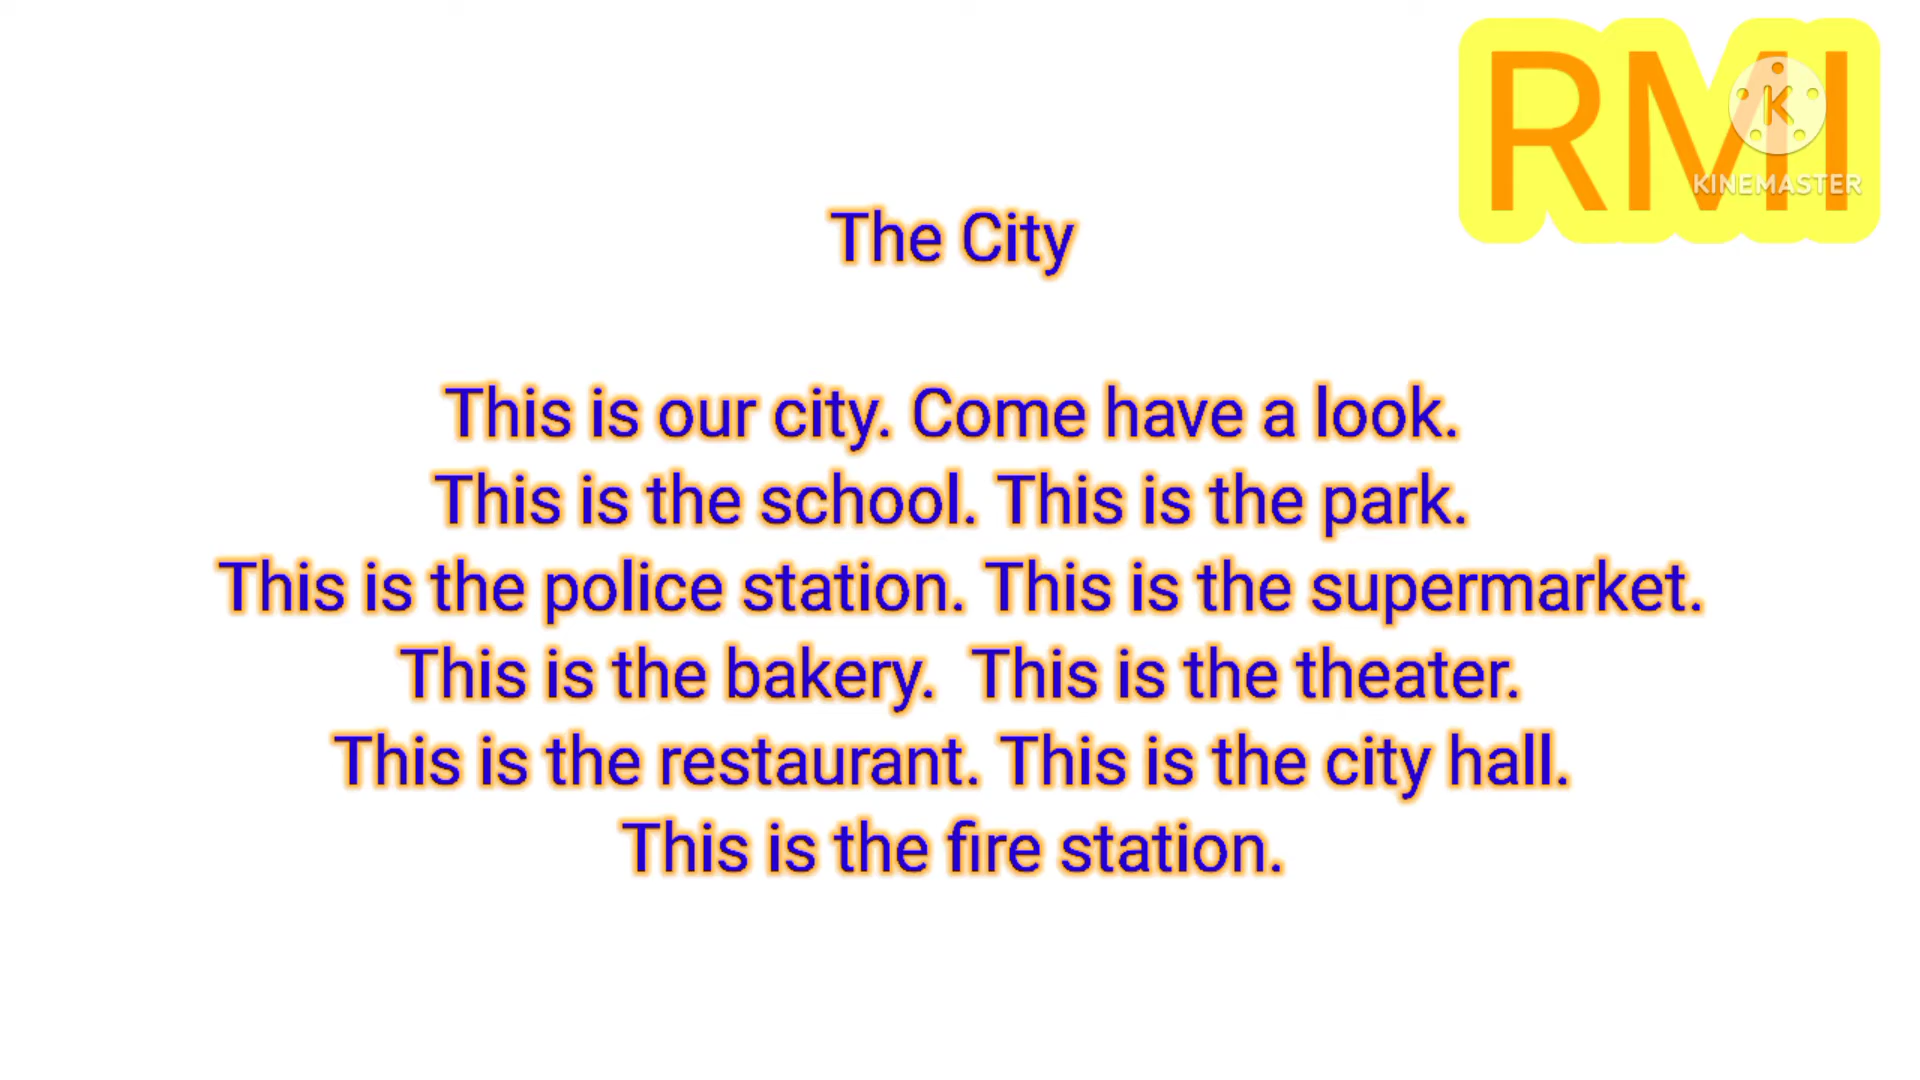 RMI
KINEMASTER
The City
This is our city. Come have a look.
This is the school. This is the park.
This is the police station. This is the supermarket.
This is the bakery.  This is the theater.
This is the restaurant. This is the city hall.
This is the fire station.